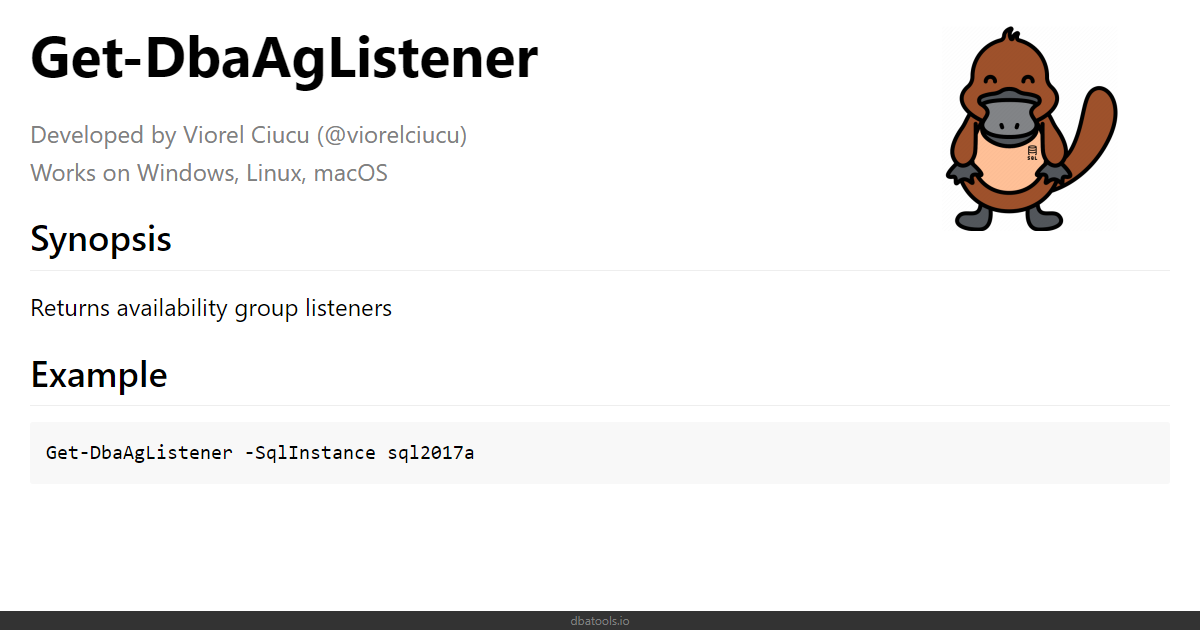 Get-DbaAgListener
Developed by Viorel Ciucu (@viorelciucu)
Works on Windows, Linux, macOS
SQL
Synopsis
Returns availability group listeners
Example
Get-DbaAgListener -SqlInstance sql2017a
dbatools.io